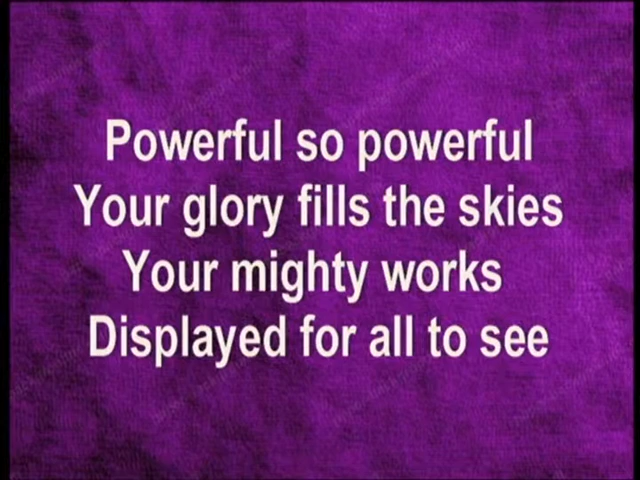 Powerful so powerful
Your glory fills the skies
Your mighty works
Displayed for all to see